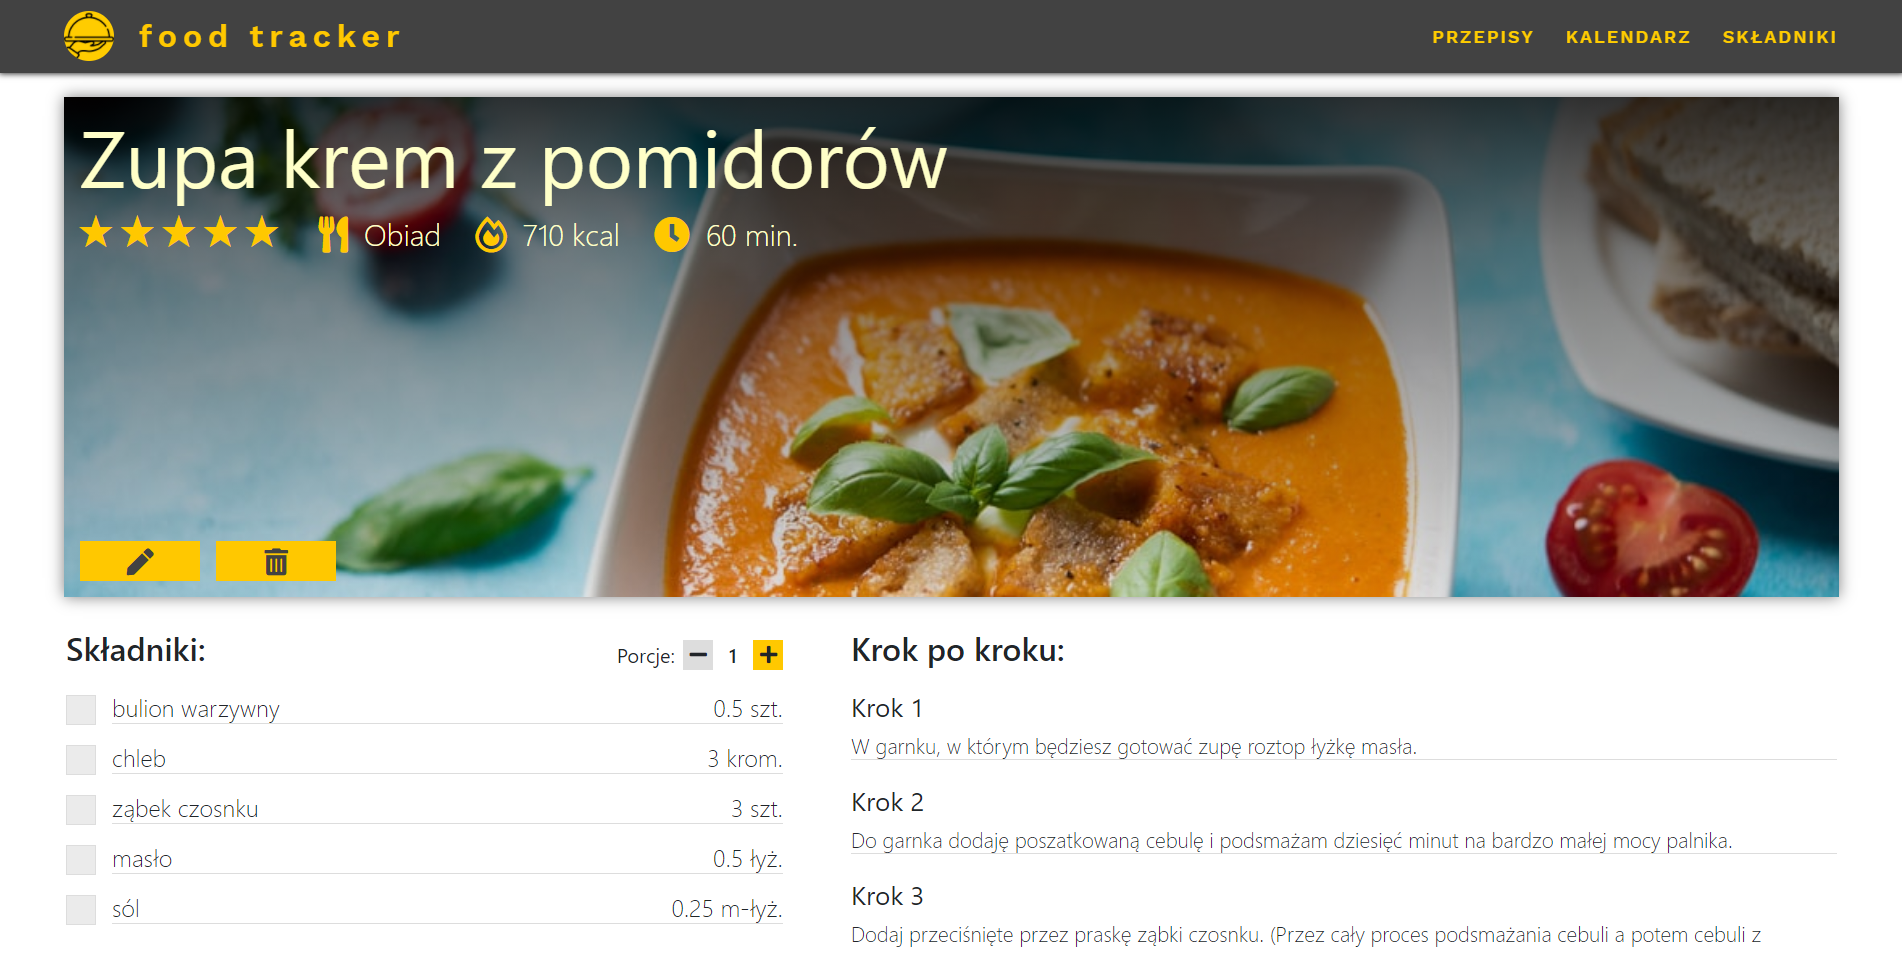 food tracker
PRZEPISY KALENDARZ SKŁADNIKI
Zupa krem z pomidorów
Obiad 710 kcal 60 min.
Składniki:
Porcje: 1
bulion warzywny 0.5 szt.
chleb 3 krom.
ząbek czosnku 3 szt.
masło 0.5 łyż.
sól 0.25 m-łyż.
Krok po kroku:
Krok 1
W garnku, w którym będziesz gotować zupę roztop łyżkę masła.
Krok 2
Do garnka dodaję poszatkowaną cebulę i podsmażam dziesięć minut na bardzo małej mocy palnika.
Krok 3
Dodaj przeciśnięte przez praskę ząbki czosnku. (Przez cały proces podsmażania cebuli a potem cebuli z